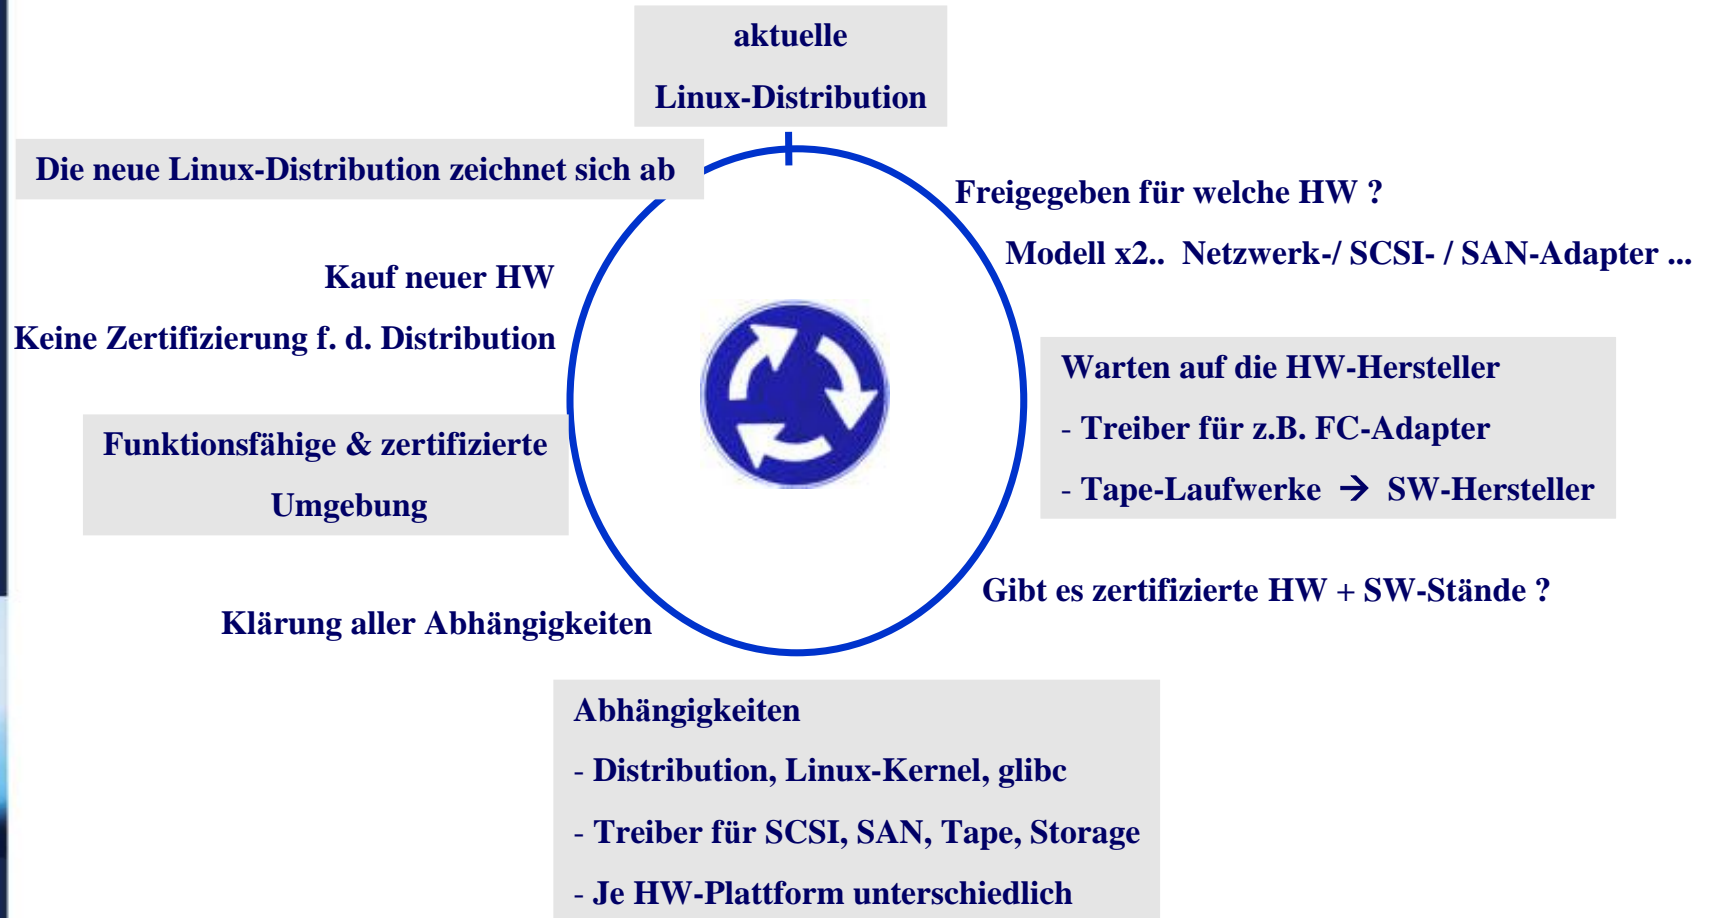 aktuelle
Linux-Distribution
Die neue Linux-Distribution zeichnet sich ab
Freigegeben für welche HW ?
Modell x2.. Netzwerk-/ SCSI- / SAN-Adapter ...
Kauf neuer HW
Keine Zertifizierung f. d. Distribution
Warten auf die HW-Hersteller
- Treiber für z.B. FC-Adapter
- Tape-Laufwerke → SW-Hersteller
Funktionsfähige & zertifizierte
Umgebung
Gibt es zertifizierte HW + SW-Stände ?
Klärung aller Abhängigkeiten
Abhängigkeiten
- Distribution, Linux-Kernel, glibc
- Treiber für SCSI, SAN, Tape, Storage
- Je HW-Plattform unterschiedlich